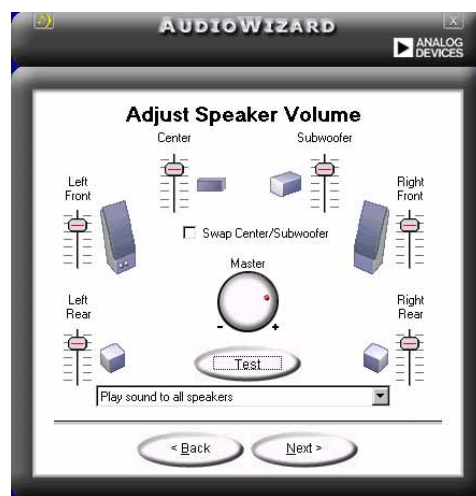 AUDIOWIZARD
X
ANALOG
DEVICES
Adjust Speaker Volume
Center
Subwoofer
Left
Front
Right
Front
Swap Center/Subwoofer
Master
Left
Rear
Right
Rear
- +
Test
Play sound to all speakers
< Back
Next >